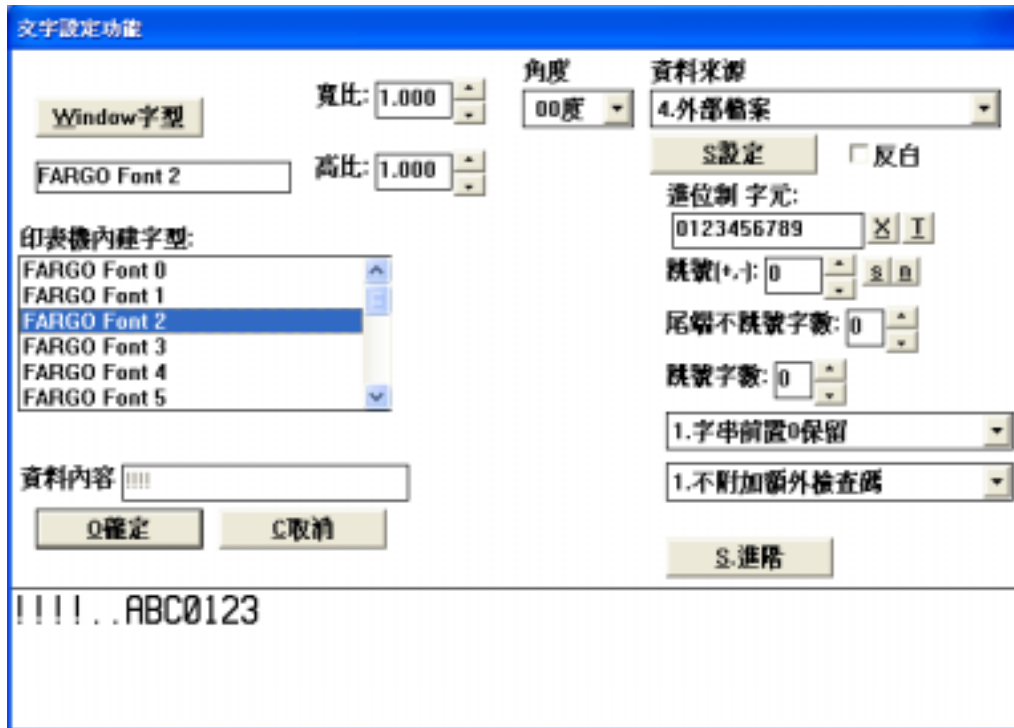 文字設定功能
Window字型
寬比: 1.000
角度
00度
資料來源
4.外部檔案
FARGO Font 2
高比: 1.000
S設定
反白
進位制 字元:
0123456789
X
T
印表機內建字型:
FARGO Font 0
FARGO Font 1
FARGO Font 2
FARGO Font 3
FARGO Font 4
FARGO Font 5
跳號(+,-): 0
s
n
尾端不跳號字數: 0
跳號字數: 0
1.字串前置0保留
1.不附加額外檢查碼
資料內容 !!!!
O確定
C取消
S.進階
!!!!..ABC0123